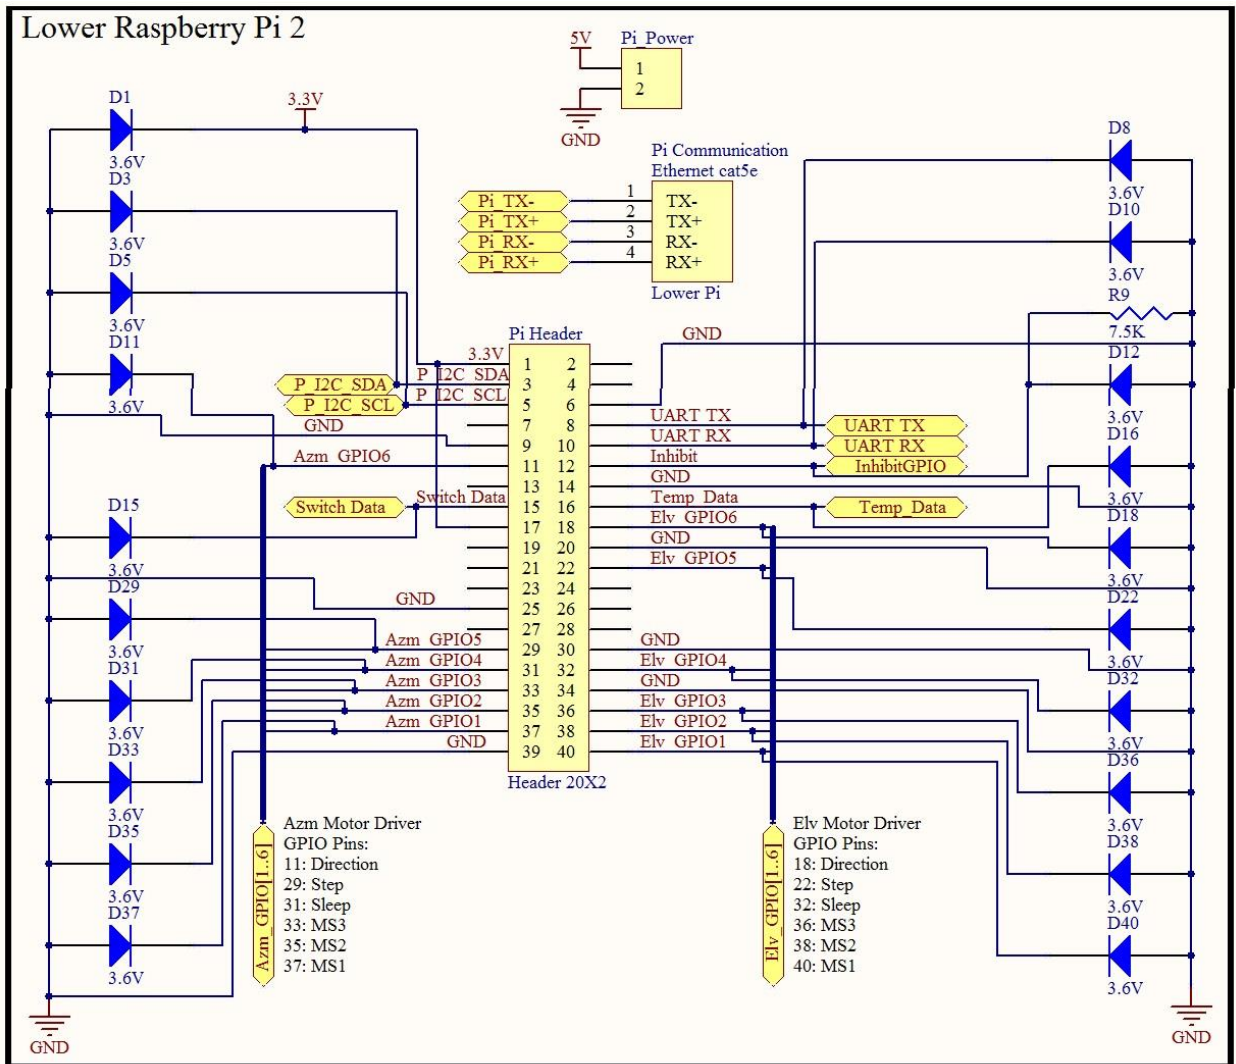 Lower Raspberry Pi 2
5V
Pi_Power
1
2
GND
D1
3.6V
3.3V
D3
3.6V
D5
3.6V
D11
3.6V
Pi Communication
Ethernet cat5e
Pi_TX- 1 TX-
Pi_TX+ 2 TX+
Pi_RX- 3 RX-
Pi_RX+ 4 RX+
Lower Pi
D8
3.6V
D10
3.6V
R9
7.5K
D12
3.6V
D16
3.6V
D18
3.6V
D22
3.6V
D32
3.6V
D36
3.6V
D38
3.6V
D40
3.6V
GND
Pi Header
3.3V 1 2
P_I2C_SDA P_I2C_SDA 3 4
P_I2C_SCL P_I2C_SCL 5 6 GND
7 8 UART TX UART TX
GND 9 10 UART RX UART RX
Azm_GPIO6 11 12 Inhibit InhibitGPIO
13 14 GND
Switch Data Switch Data 15 16 Temp_Data Temp_Data
17 18 Elv_GPIO6
19 20 GND
21 22 Elv_GPIO5
23 24
GND 25 26
27 28
Azm_GPIO5 29 30 GND
Azm_GPIO4 31 32 Elv_GPIO4
Azm_GPIO3 33 34 GND
Azm_GPIO2 35 36 Elv_GPIO3
Azm_GPIO1 37 38 Elv_GPIO2
GND 39 40 Elv_GPIO1
Header 20X2
D15
3.6V
D29
3.6V
D31
3.6V
D33
3.6V
D35
3.6V
D37
3.6V
GND
Azm_GPIO[1..6]
Azm Motor Driver
GPIO Pins:
11: Direction
29: Step
31: Sleep
33: MS3
35: MS2
37: MS1
Elv_GPIO[1..6]
Elv Motor Driver
GPIO Pins:
18: Direction
22: Step
32: Sleep
36: MS3
38: MS2
40: MS1